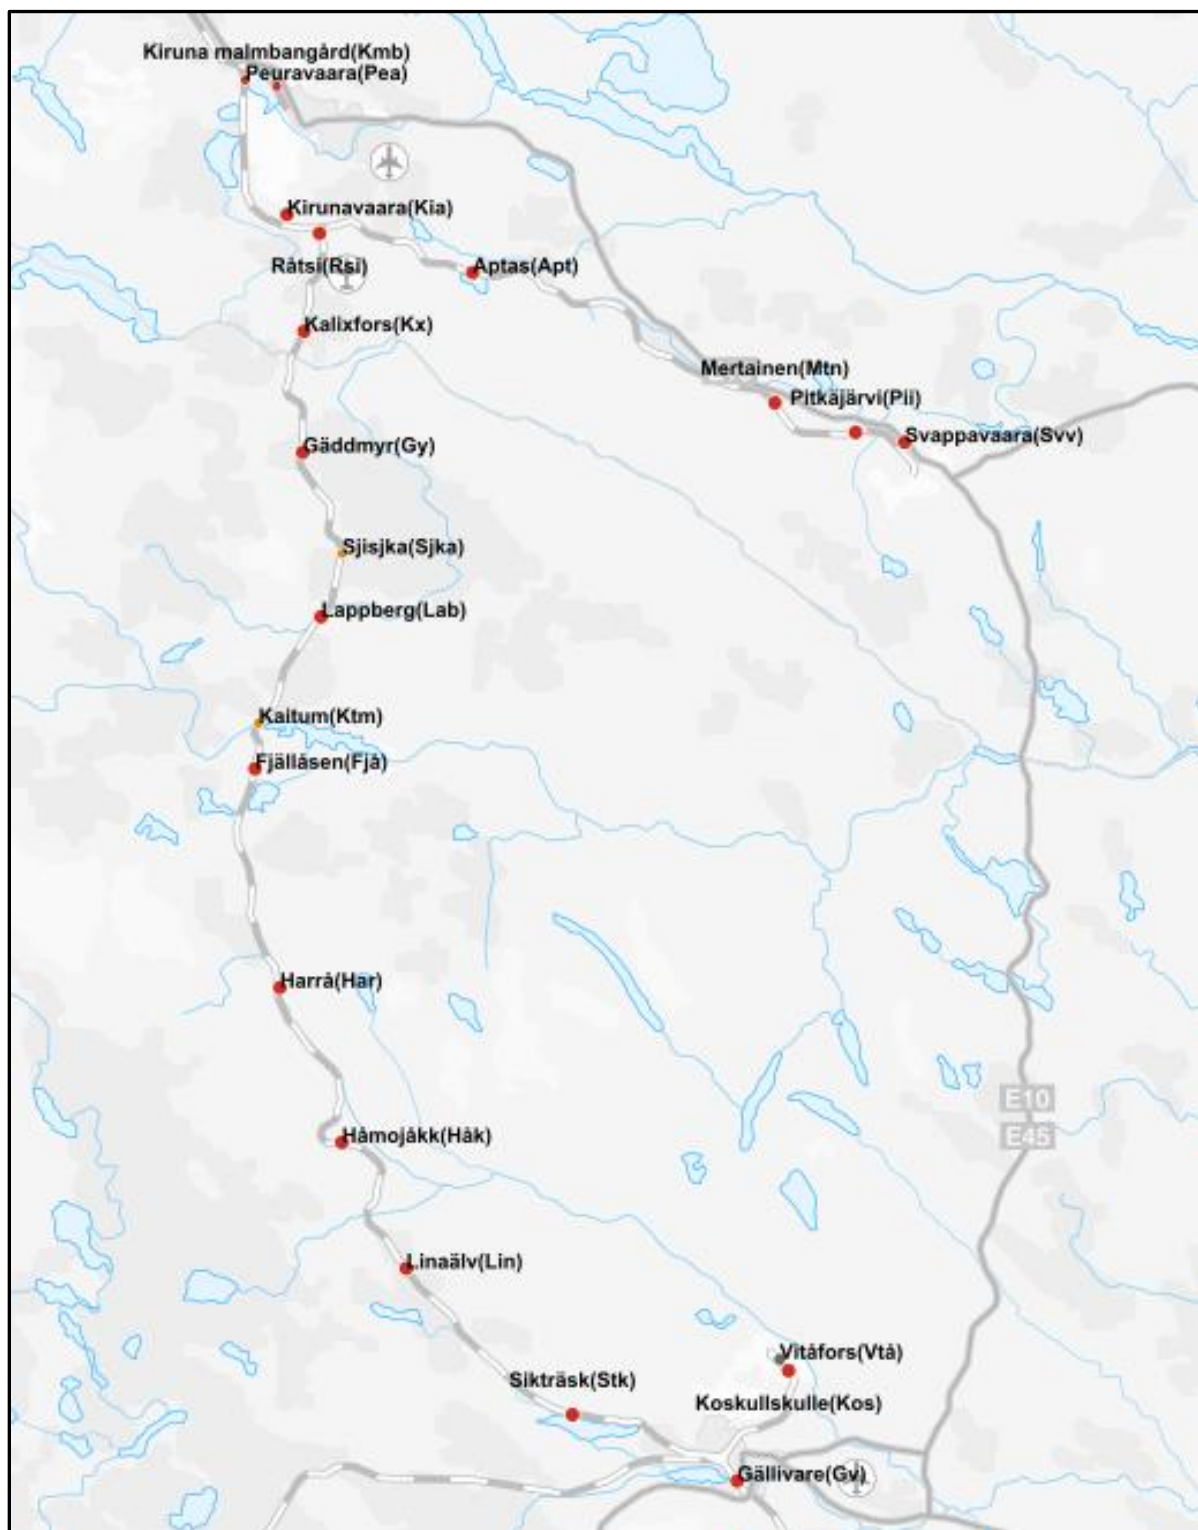 Kiruna malmbangård(Kmb)
Peuravaara(Pea)
Kirunavaara(Kia)
Råtsi(Rsi)
Aptas(Apt)
Kalixfors(Kx)
Mertainen(Mtn)
Pitkäjärvi(Pii)
Svappavaara(Svv)
Gäddmyr(Gy)
Sjisjka(Sjka)
Lappberg(Lab)
Kaitum(Ktm)
Fjällåsen(Fjå)
Harrå(Har)
E10
Håmojåkk(Håk)
E45
Linaälv(Lin)
Vitåfors(Vtå)
Sikträsk(Stk)
Koskullskulle(Kos)
Gällivare(Gv)